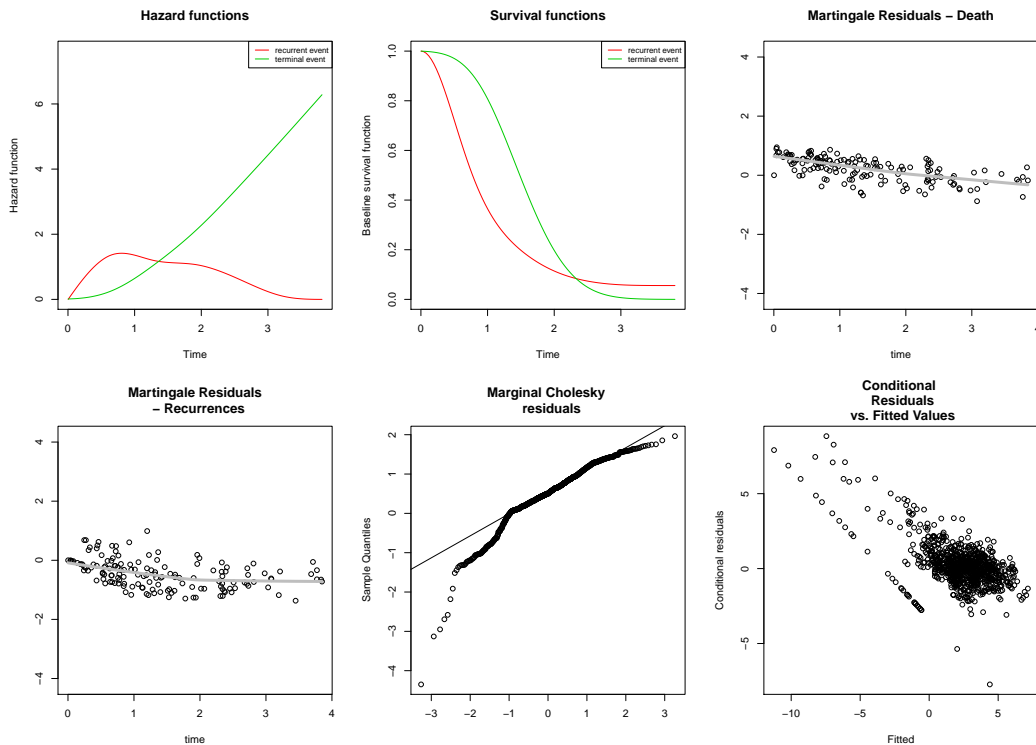 Hazard functions
recurrent event
terminal event
Hazard function
0
2
4
6
0
1
2
3
Time
Survival functions
recurrent event
terminal event
Baseline survival function
0.0
0.2
0.4
0.6
0.8
1.0
0
1
2
3
Time
Martingale Residuals – Death
−4
−2
0
2
4
0
1
2
3
4
time
Martingale Residuals
– Recurrences
−4
−2
0
2
4
0
1
2
3
4
time
Marginal Cholesky
residuals
Sample Quantiles
−4
−3
−2
−1
0
1
2
−3
−2
−1
0
1
2
3
Conditional
Residuals
vs. Fitted Values
Conditional residuals
−5
0
5
−10
−5
0
5
Fitted